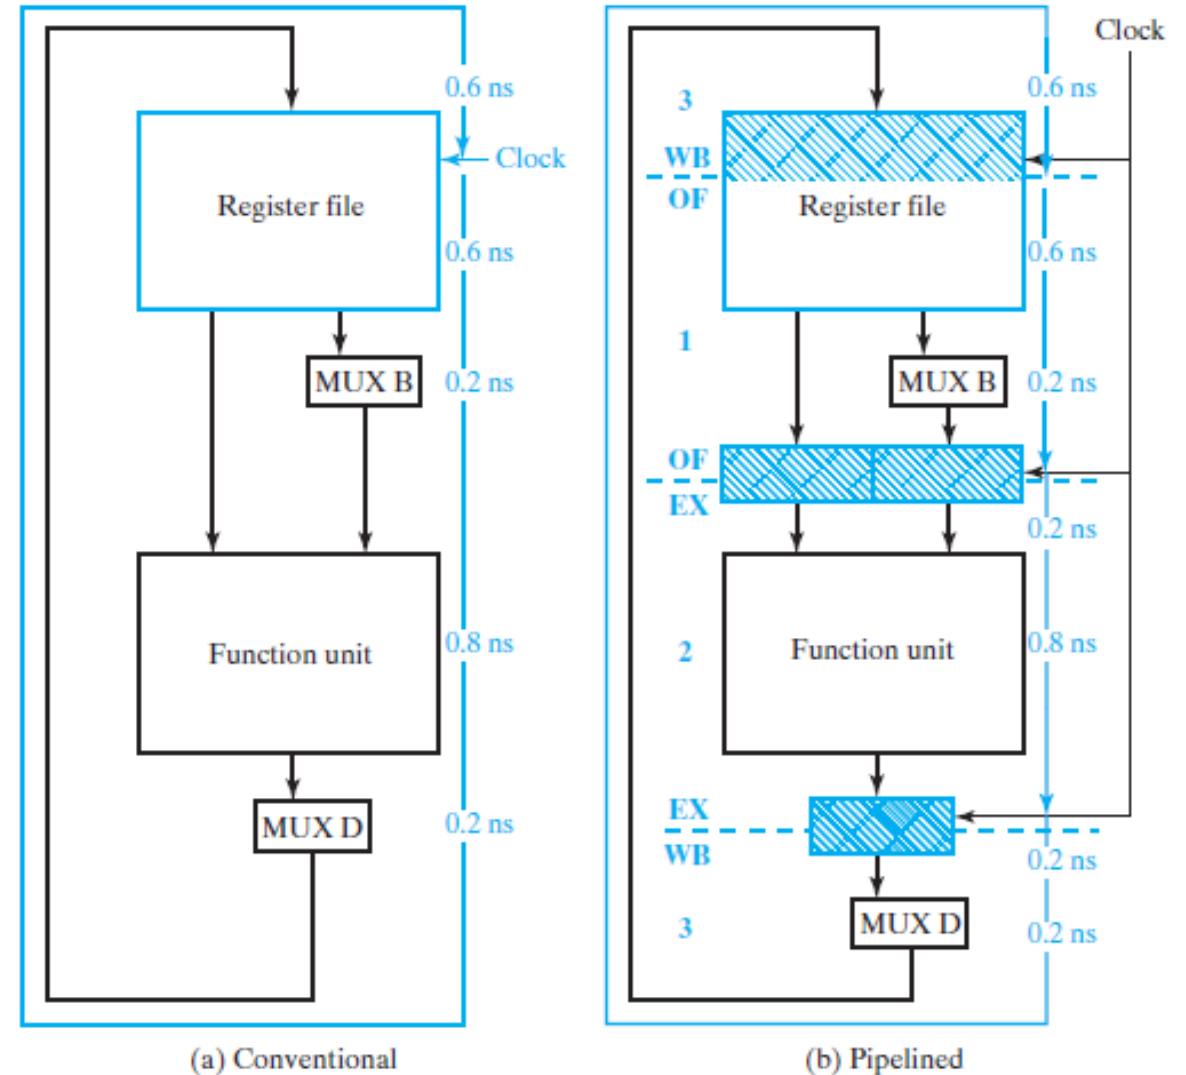 0.6 ns
Clock
Register file
0.6 ns
MUX B
0.2 ns
Function unit
0.8 ns
MUX D
0.2 ns
(a) Conventional
Clock
0.6 ns
3
WB
OF
Register file
0.6 ns
1
MUX B
0.2 ns
OF
EX
0.2 ns
2
Function unit
0.8 ns
EX
WB
0.2 ns
3
MUX D
0.2 ns
(b) Pipelined